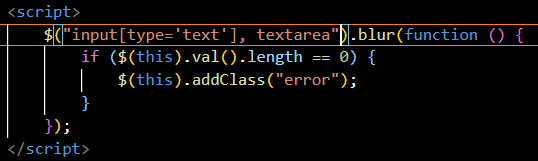 <script>
$("input[type='text'], textarea").blur(function () {
if ($(this).val().length == 0) {
$(this).addClass("error");
}
});
</script>